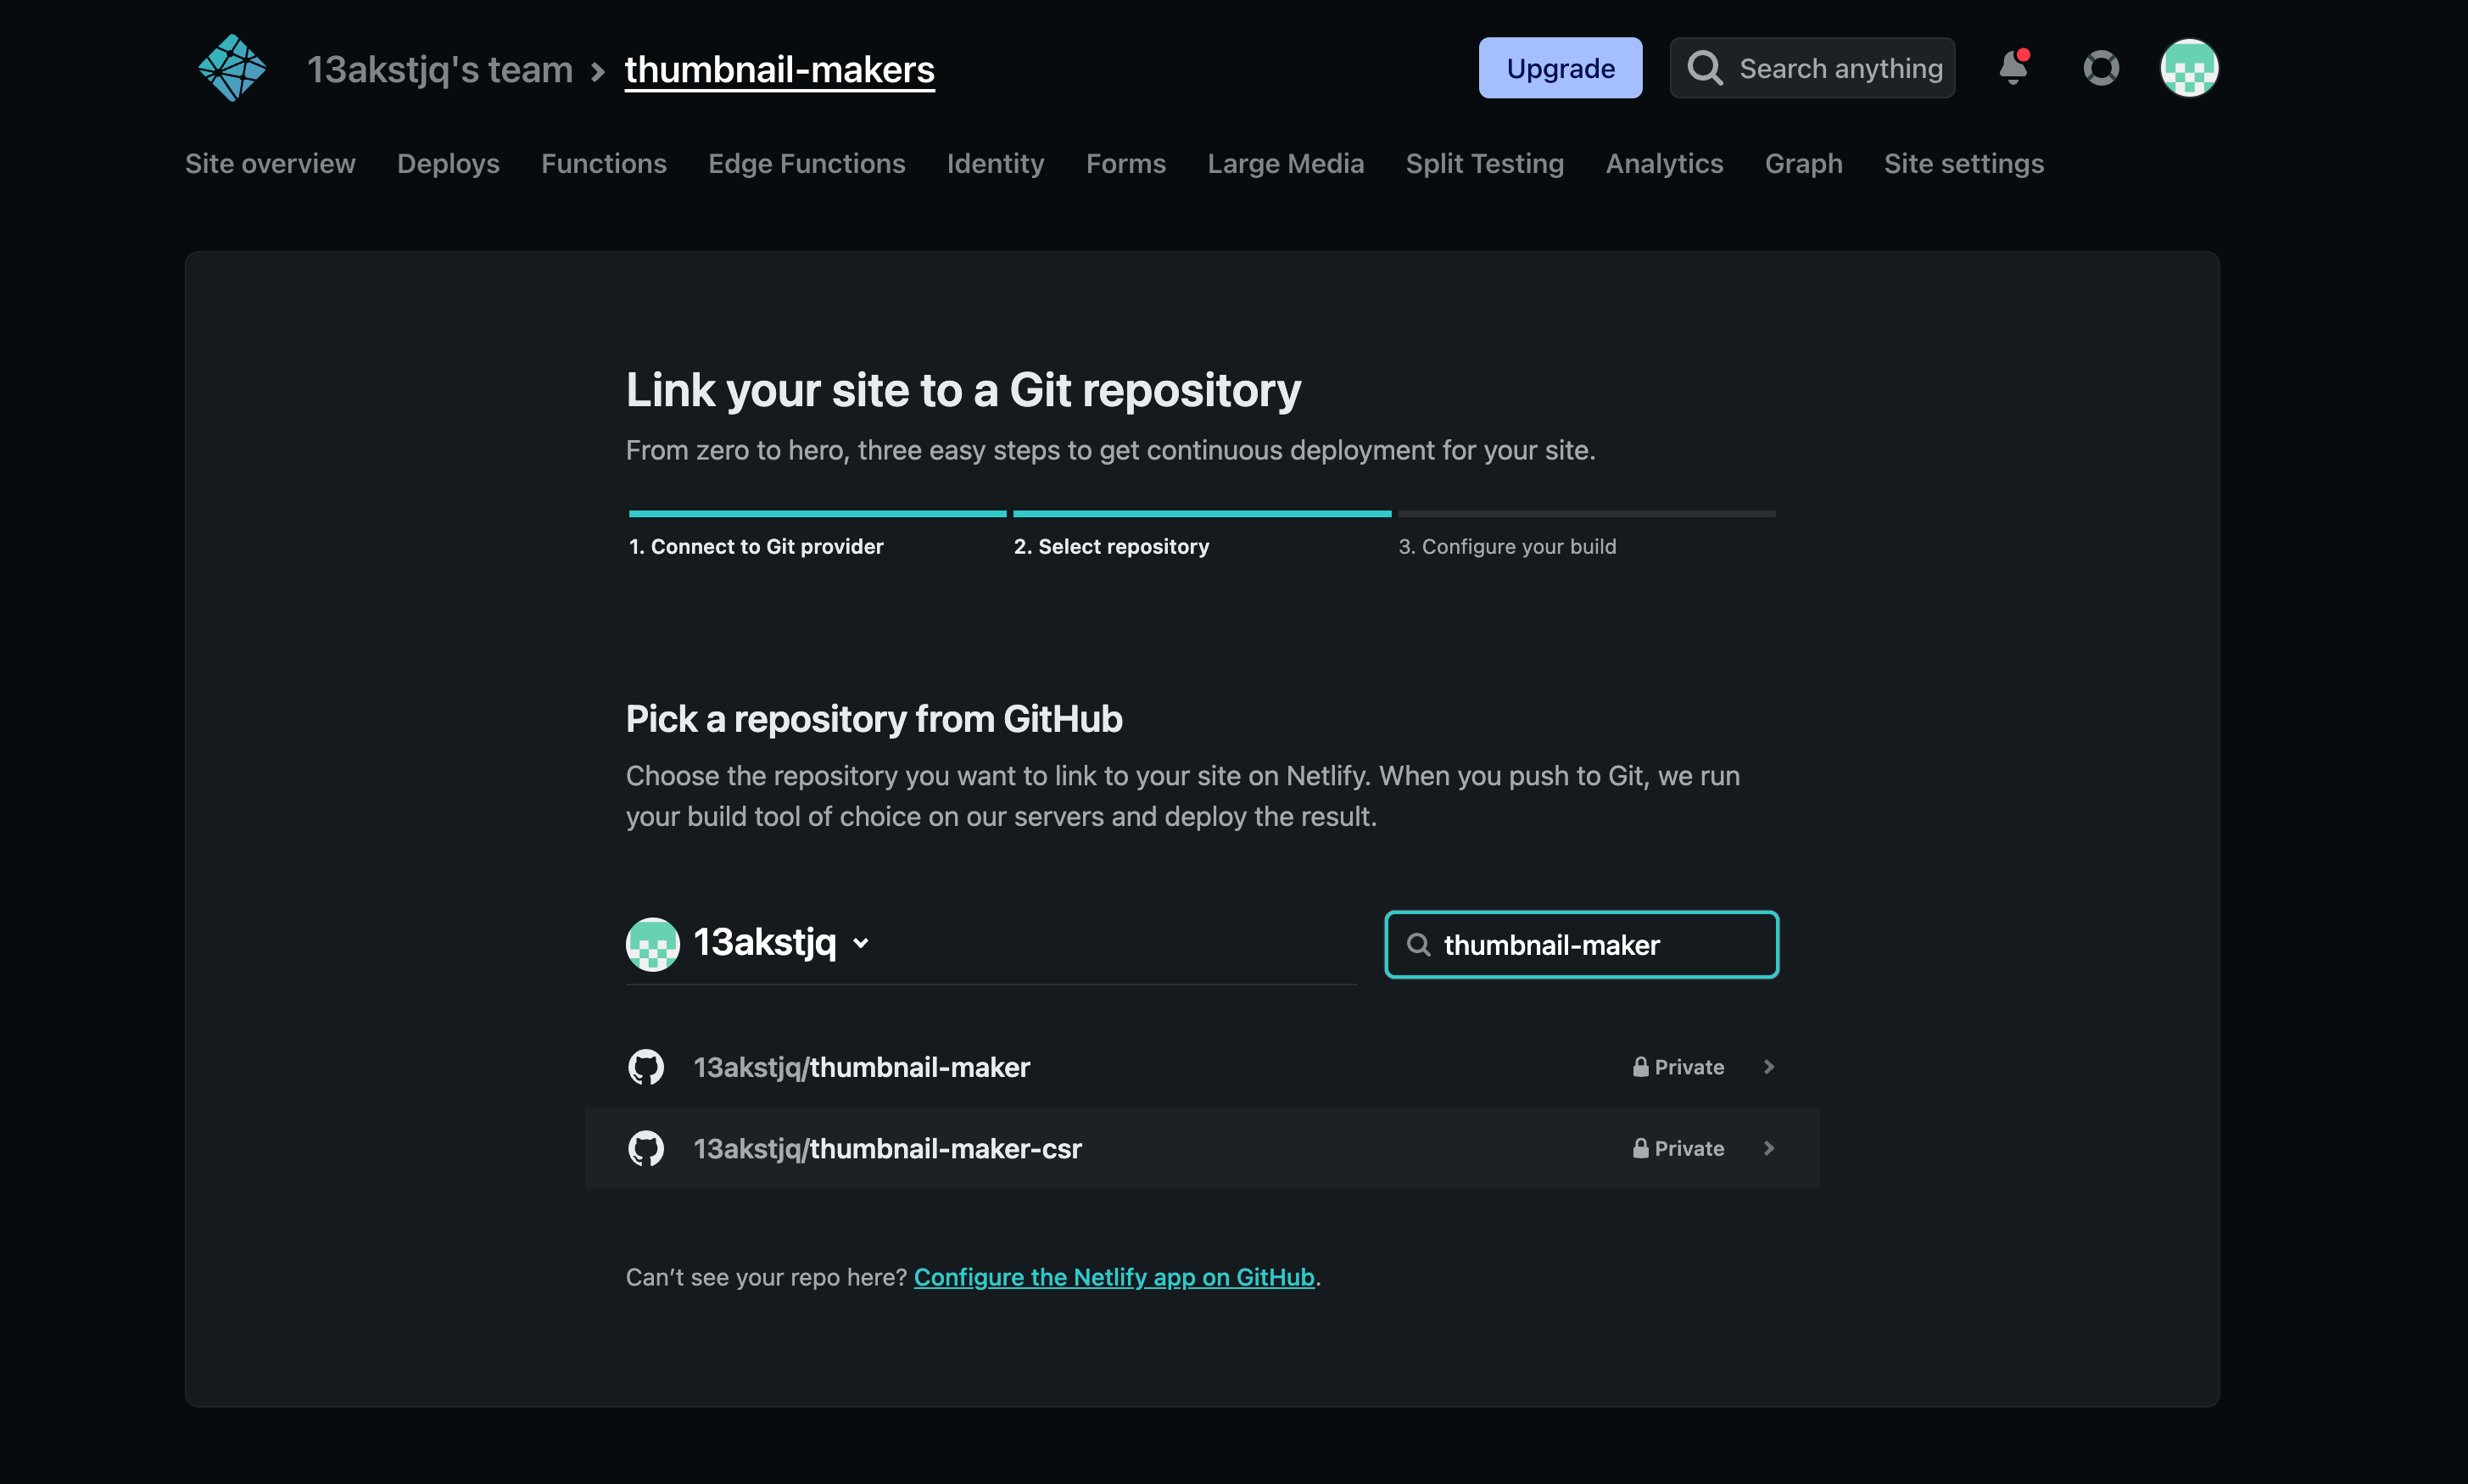 13akstjq's team > thumbnail-makers
Upgrade
Search anything
Site overview Deploys Functions Edge Functions Identity Forms Large Media Split Testing Analytics Graph Site settings
Link your site to a Git repository
From zero to hero, three easy steps to get continuous deployment for your site.
1. Connect to Git provider
2. Select repository
3. Configure your build
Pick a repository from GitHub
Choose the repository you want to link to your site on Netlify. When you push to Git, we run
your build tool of choice on our servers and deploy the result.
13akstjq
thumbnail-maker
13akstjq/thumbnail-maker Private
13akstjq/thumbnail-maker-csr Private
Can’t see your repo here? Configure the Netlify app on GitHub.